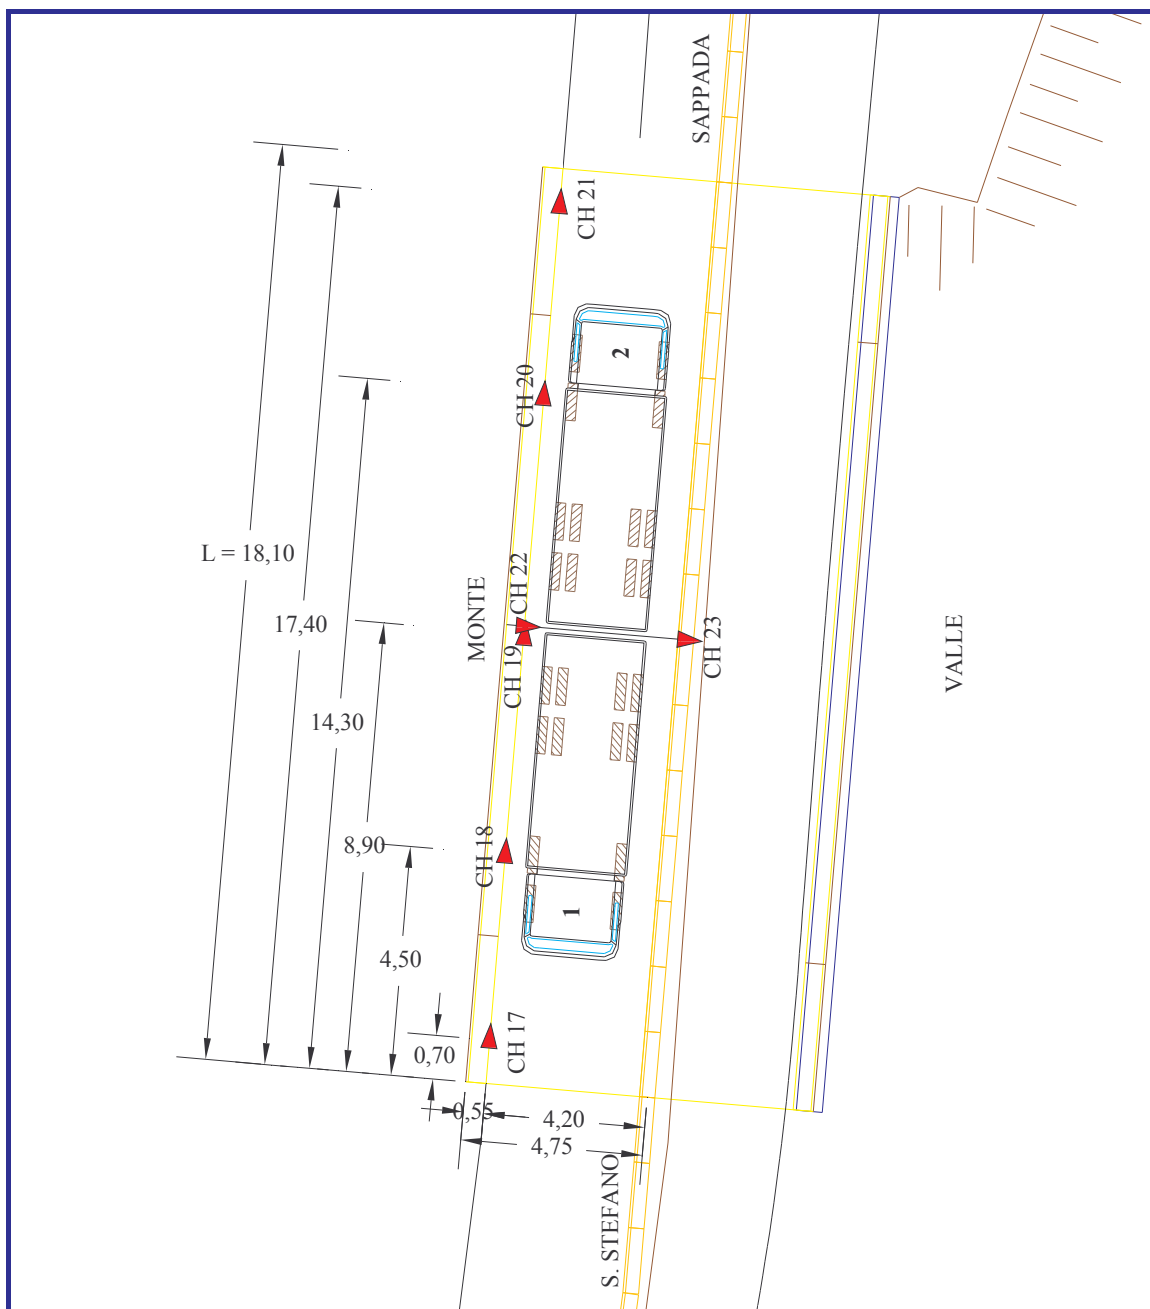 SAPPADA
CH 21
2
CH 20
L = 18,10
CH 22
MONTE
17,40
CH 23
VALLE
CH 19
14,30
8,90
CH 18
1
4,50
CH 17
0,70
0,55
4,20
4,75
S. STEFANO